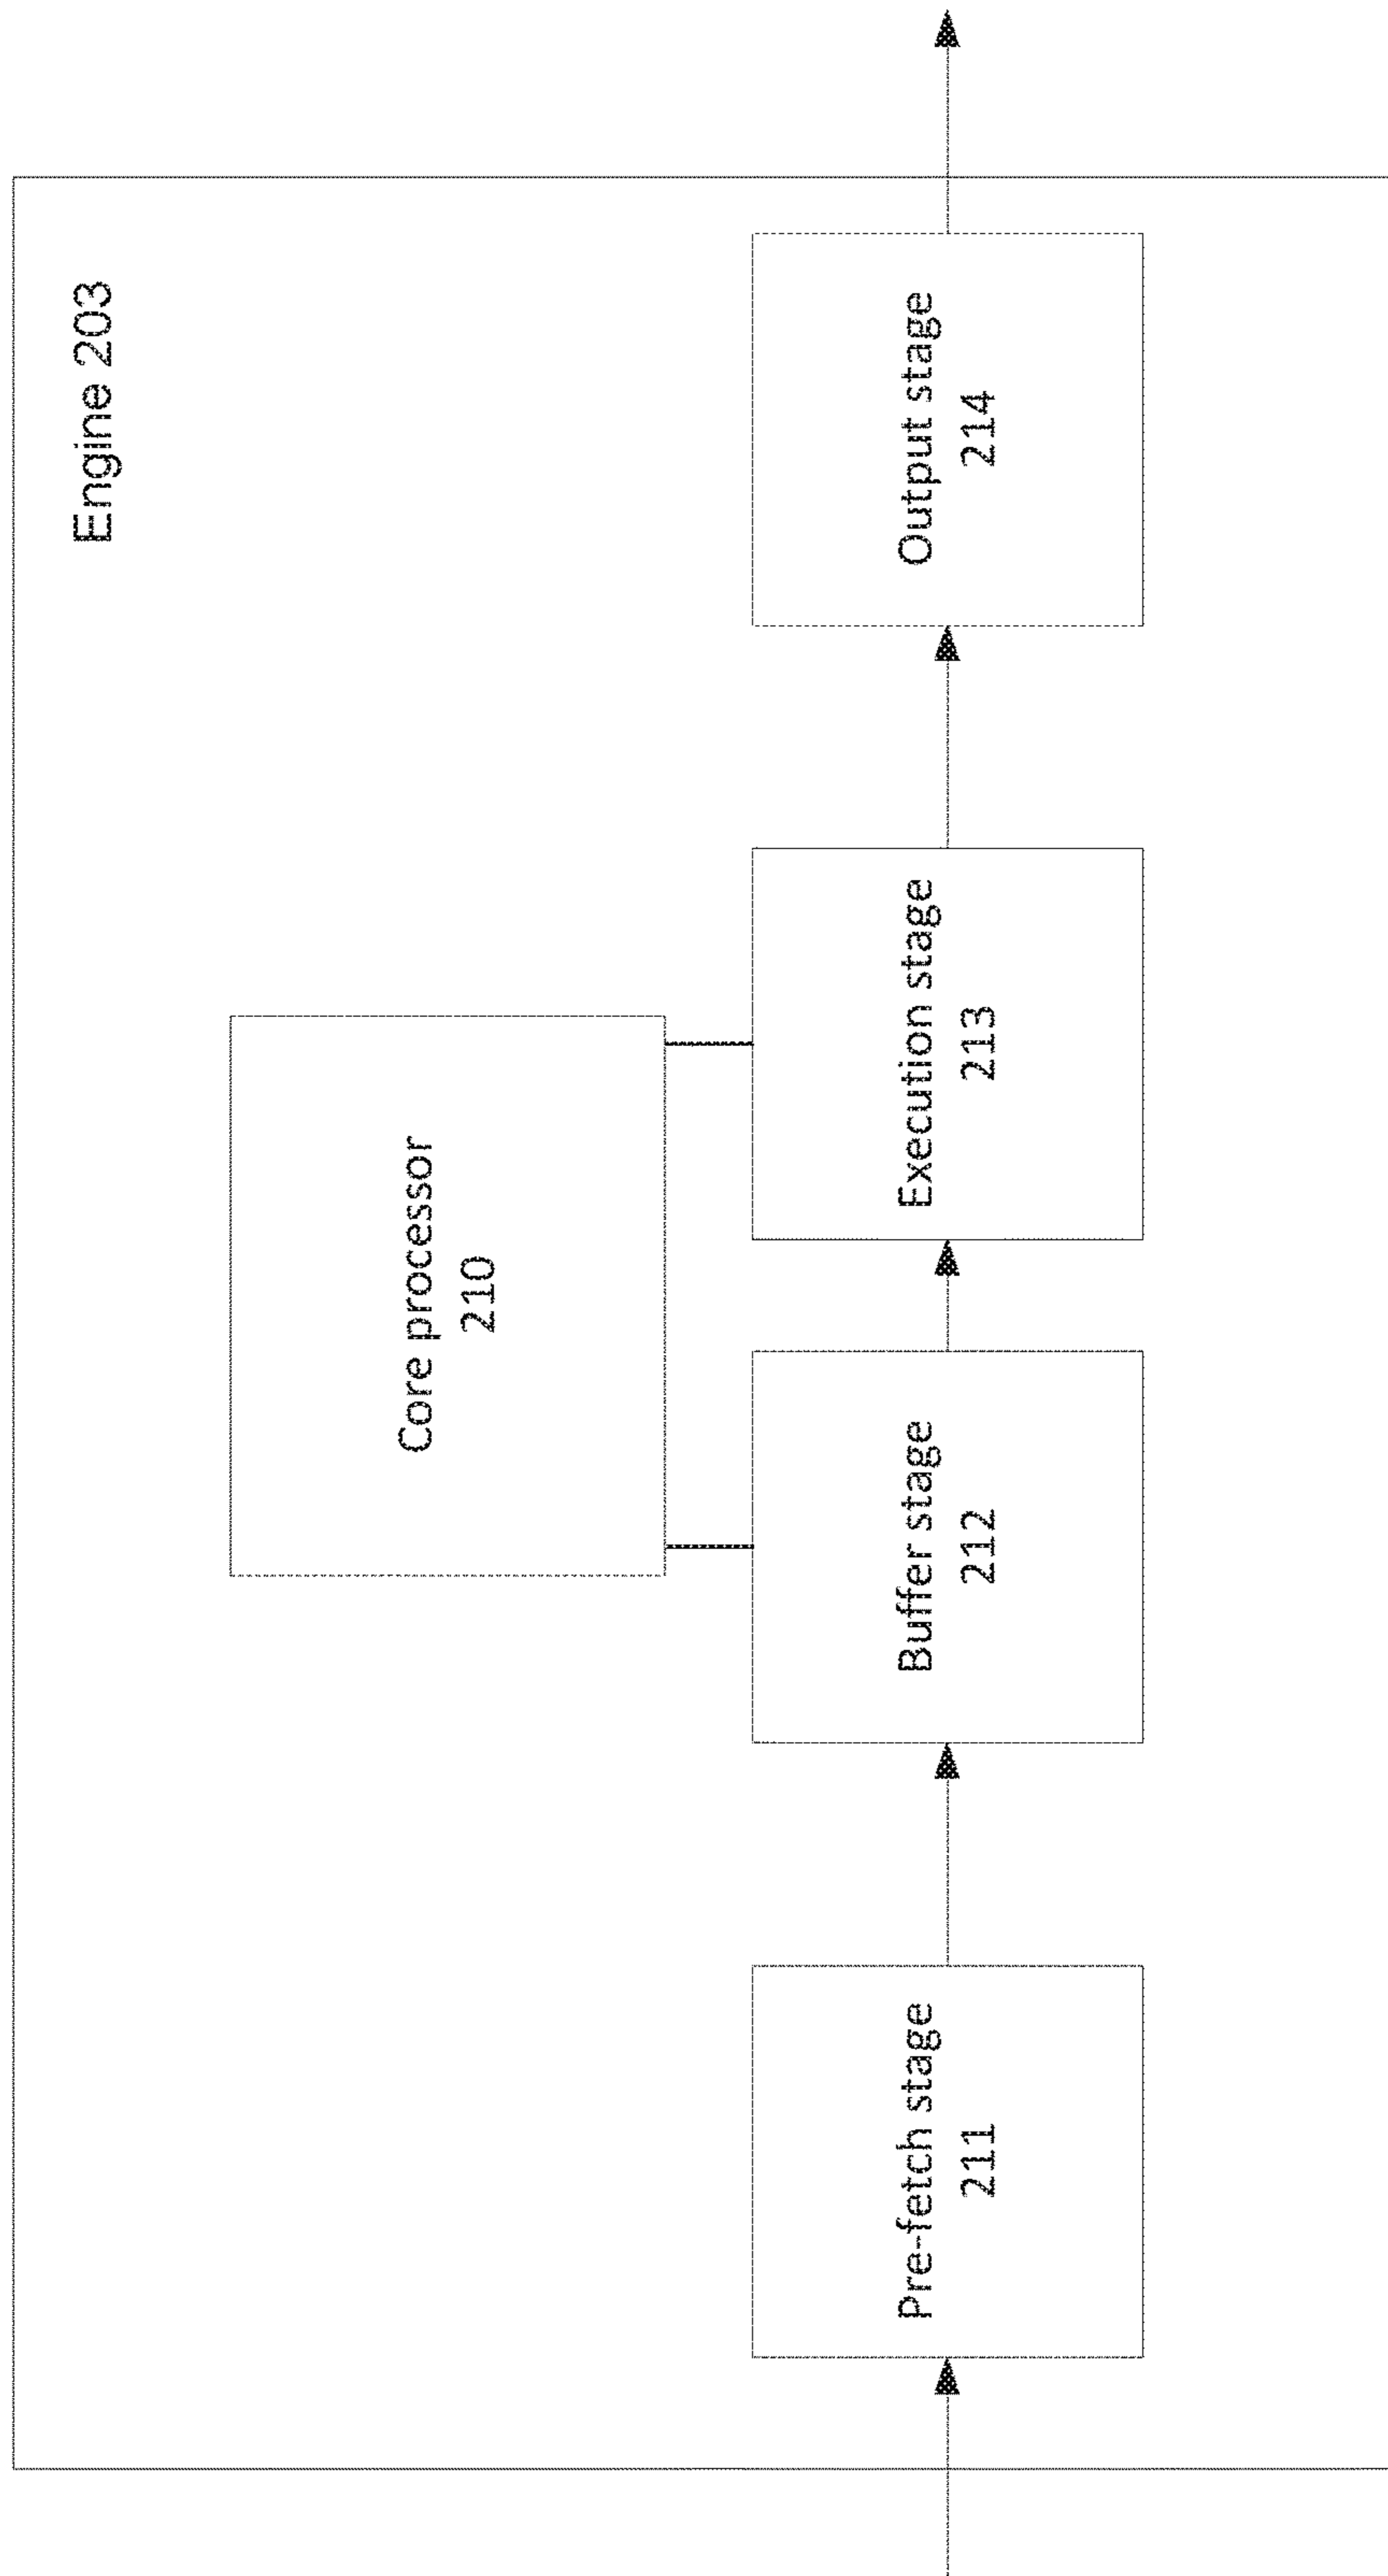 Engine 203
Core processor
210
Pre-fetch stage
211
Buffer stage
212
Execution stage
213
Output stage
214